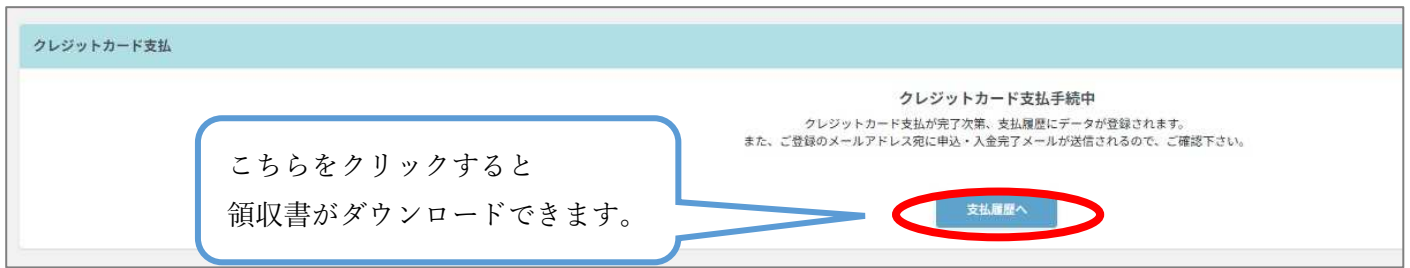 クレジットカード支払
クレジットカード支払手続中
クレジットカード支払が完了次第、支払履歴にデータが登録されます。
また、ご登録のメールアドレス宛に申込・入金完了メールが送信されるので、ご確認下さい。
こちらをクリックすると
領収書がダウンロードできます。
支払履歴へ